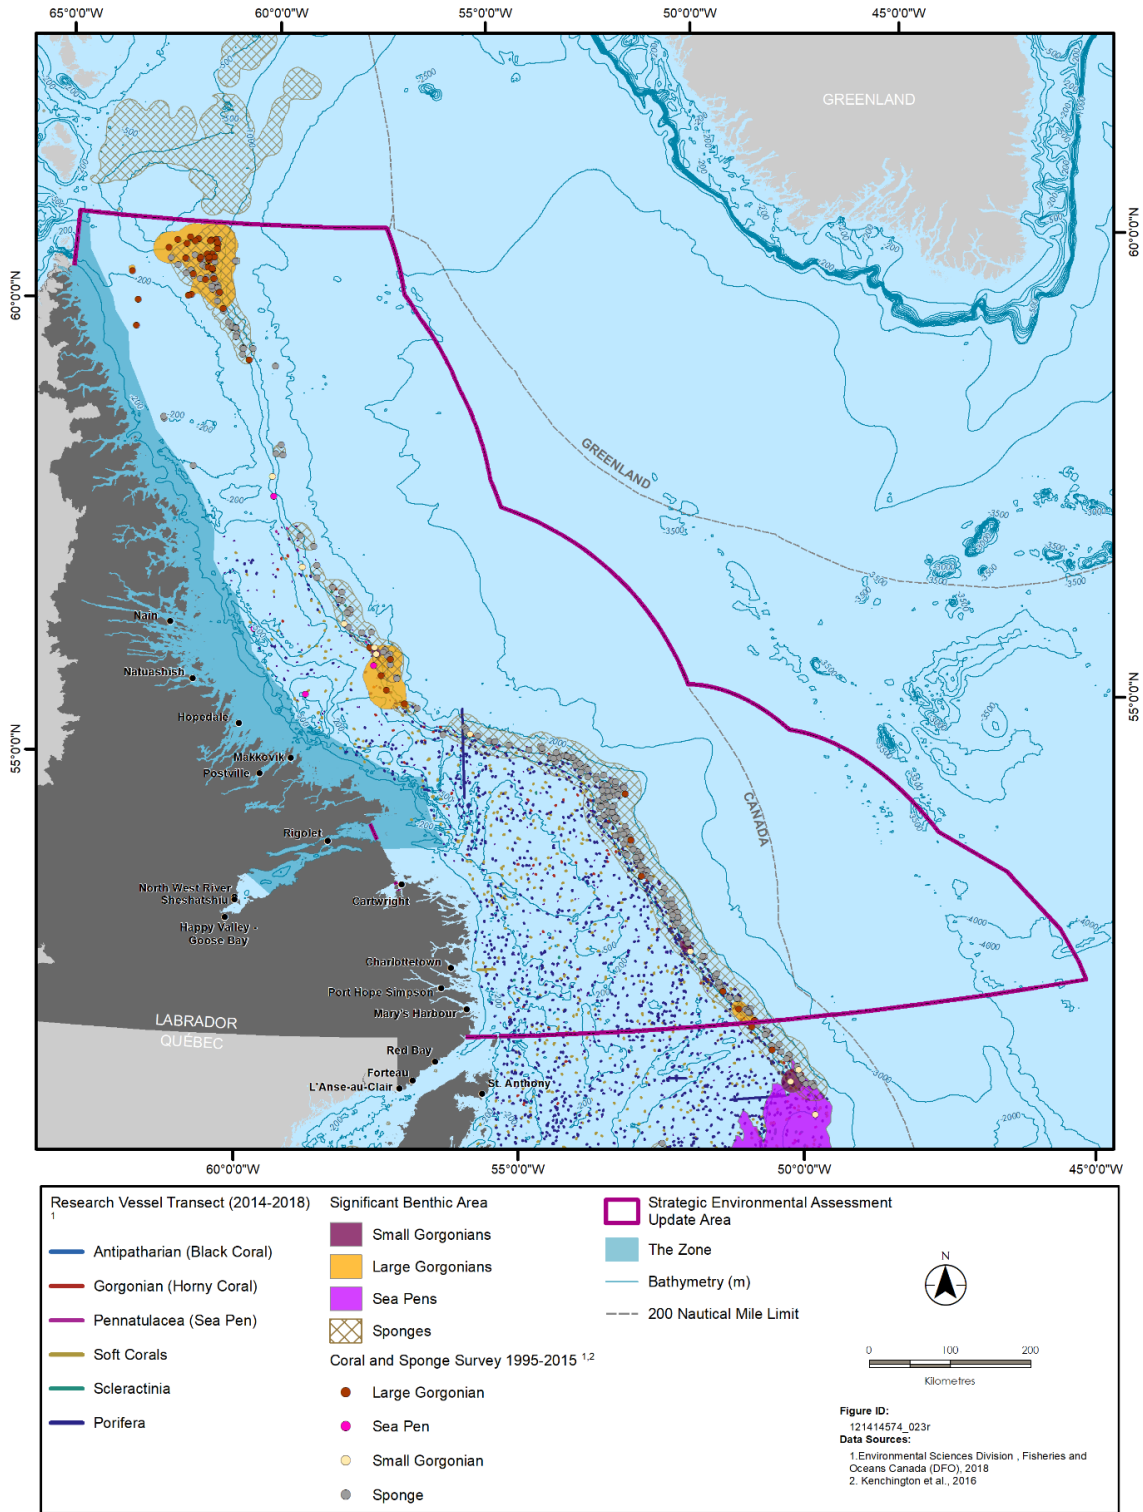 65°0'0"W 60°0'0"W 55°0'0"W 50°0'0"W 45°0'0"W
GREENLAND
60°0'0"N
60°0'0"N
GREENLAND
Nain
Natuashish
Hopedale
Makkovik
Postville
55°0'0"N
55°0'0"N
CANADA
Rigolet
North West River
Sheshatshiu
Happy Valley -
Goose Bay
Cartwright
Charlottetown
Port Hope Simpson
Mary's Harbour
LABRADOR
QUÉBEC
Red Bay
Forteau
L'Anse-au-Clair
St. Anthony
60°0'0"W 55°0'0"W 50°0'0"W 45°0'0"W
Research Vessel Transect (2014-2018)
1
Antipatharian (Black Coral)
Gorgonian (Horny Coral)
Pennatulacea (Sea Pen)
Soft Corals
Scleractinia
Porifera
Significant Benthic Area
Small Gorgonians
Large Gorgonians
Sea Pens
Sponges
Coral and Sponge Survey 1995-2015 1,2
Large Gorgonian
Sea Pen
Small Gorgonian
Sponge
Strategic Environmental Assessment
Update Area
The Zone
Bathymetry (m)
200 Nautical Mile Limit
N
0 100 200
Kilometres
Figure ID:
121414574_023r
Data Sources:
1.Environmental Sciences Division , Fisheries and
Oceans Canada (DFO), 2018
2. Kenchington et al., 2016